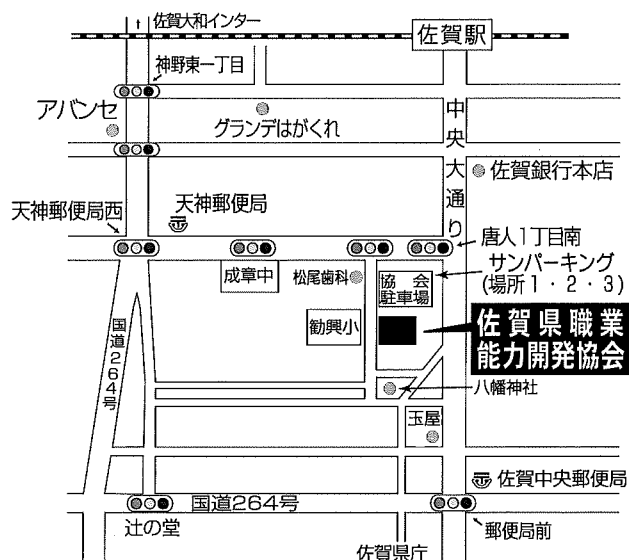 ↑佐賀大和インター
佐賀駅
神野東一丁目
アバンセ
グランデはがくれ
中央大通り
佐賀銀行本店
天神郵便局
天神郵便局西
唐人1丁目南
サンパーキング
(場所1・2・3)
成章中
松尾歯科
協会
駐車場
勧興小
佐賀県職業
能力開発協会
国道264号
八幡神社
玉屋
佐賀中央郵便局
国道264号
辻の堂
郵便局前
佐賀県庁